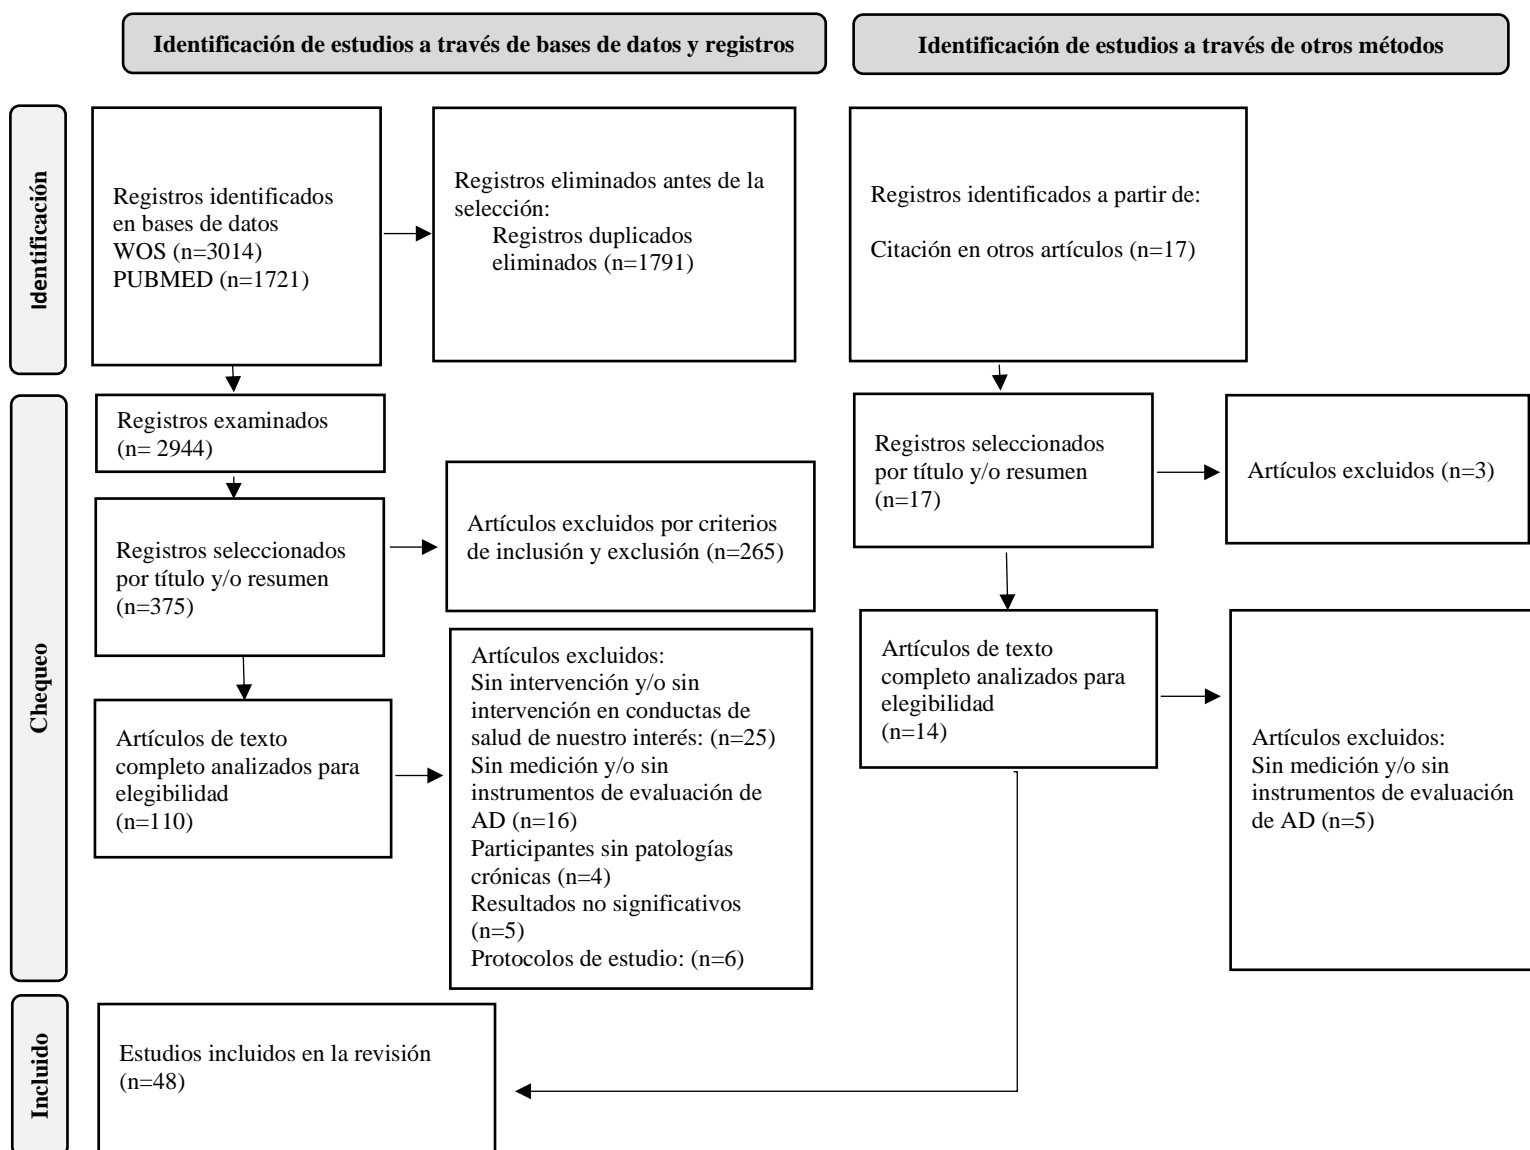 Identificación de estudios a través de bases de datos y registros
Identificación de estudios a través de otros métodos
Identificación
Registros identificados
en bases de datos
WOS (n=3014)
PUBMED (n=1721)
Registros eliminados antes de la
selección:
Registros duplicados
eliminados (n=1791)
Registros identificados a partir de:
Citación en otros artículos (n=17)
Chequeo
Registros examinados
(n= 2944)
Registros seleccionados
por título y/o resumen
(n=375)
Artículos excluidos por criterios
de inclusión y exclusión (n=265)
Registros seleccionados
por título y/o resumen
(n=17)
Artículos excluidos (n=3)
Artículos de texto
completo analizados para
elegibilidad
(n=110)
Artículos excluidos:
Sin intervención y/o sin
intervención en conductas de
salud de nuestro interés: (n=25)
Sin medición y/o sin
instrumentos de evaluación de
AD (n=16)
Participantes sin patologías
crónicas (n=4)
Resultados no significativos
(n=5)
Protocolos de estudio: (n=6)
Artículos de texto
completo analizados para
elegibilidad
(n=14)
Artículos excluidos:
Sin medición y/o sin
instrumentos de evaluación
de AD (n=5)
Incluido
Estudios incluidos en la revisión
(n=48)